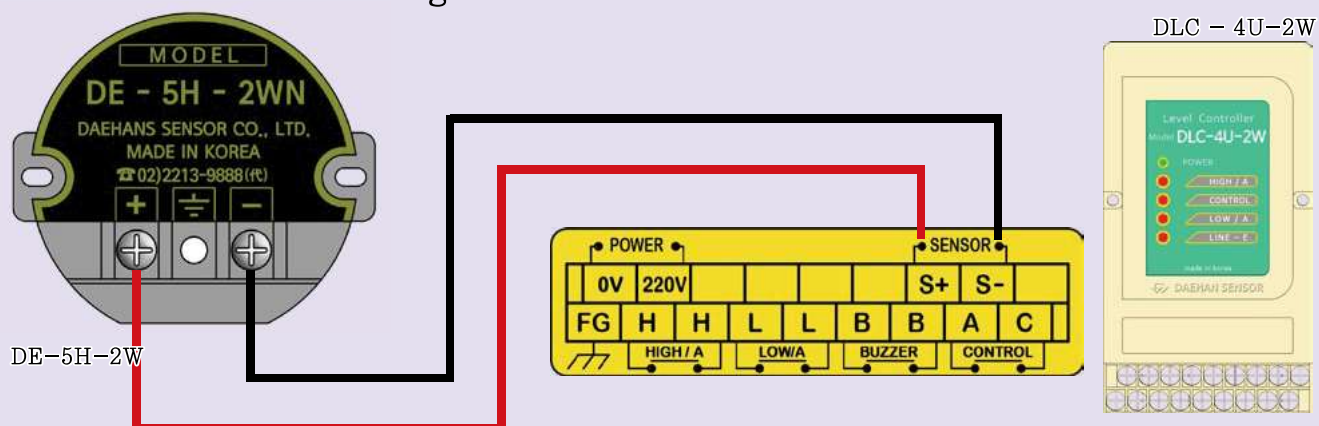 DLC - 4U-2W
MODEL
DE - 5H - 2WN
DAEHANS SENSOR CO., LTD.
MADE IN KOREA
☎02)2213-9888(代)
+ -
DE-5H-2W
POWER SENSOR
0V 220V S+ S-
FG H H L L B B A C
HIGH / A LOW/A BUZZER CONTROL
Level Controller
Model DLC-4U-2W
POWER
HIGH / A
CONTROL
LOW / A
LINE - E
made in korea
DAEHAN SENSOR